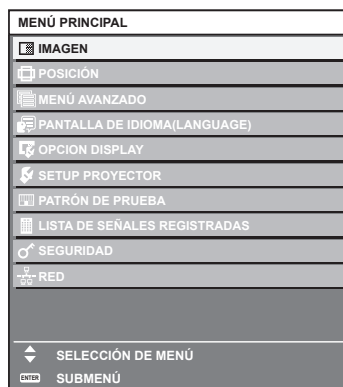 MENÚ PRINCIPAL
IMAGEN
POSICIÓN
MENÚ AVANZADO
PANTALLA DE IDIOMA(LANGUAGE)
OPCION DISPLAY
SETUP PROYECTOR
PATRÓN DE PRUEBA
LISTA DE SEÑALES REGISTRADAS
SEGURIDAD
RED
SELECCIÓN DE MENÚ
ENTER SUBMENÚ